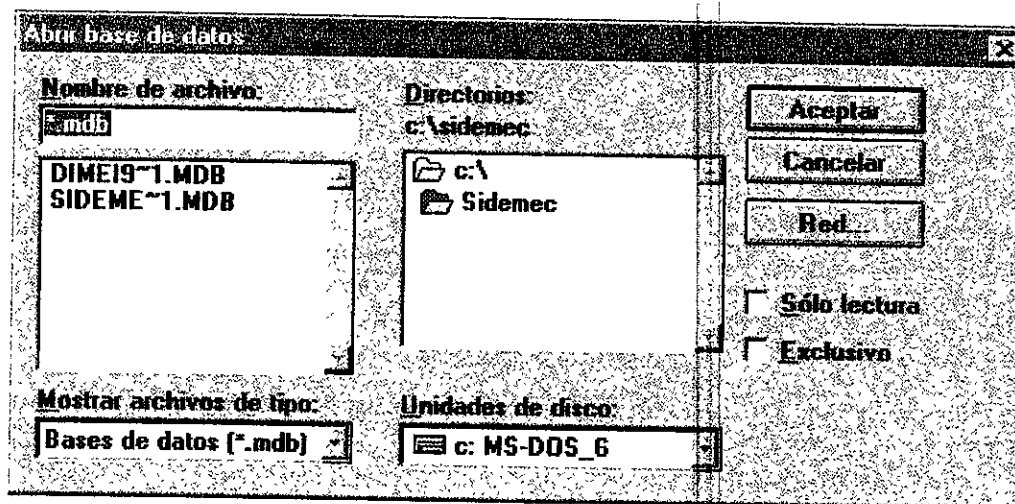 Abrir base de datos
Nombre de archivo:
*.mdb
DIMEI9~1.MDB
SIDEME~1.MDB
Mostrar archivos de tipo:
Bases de datos (*.mdb)
Directorios:
c:\sidemec
c:\
Sidemec
Unidades de disco:
c: MS-DOS_6
Aceptar
Cancelar
Red...
Sólo lectura
Exclusivo